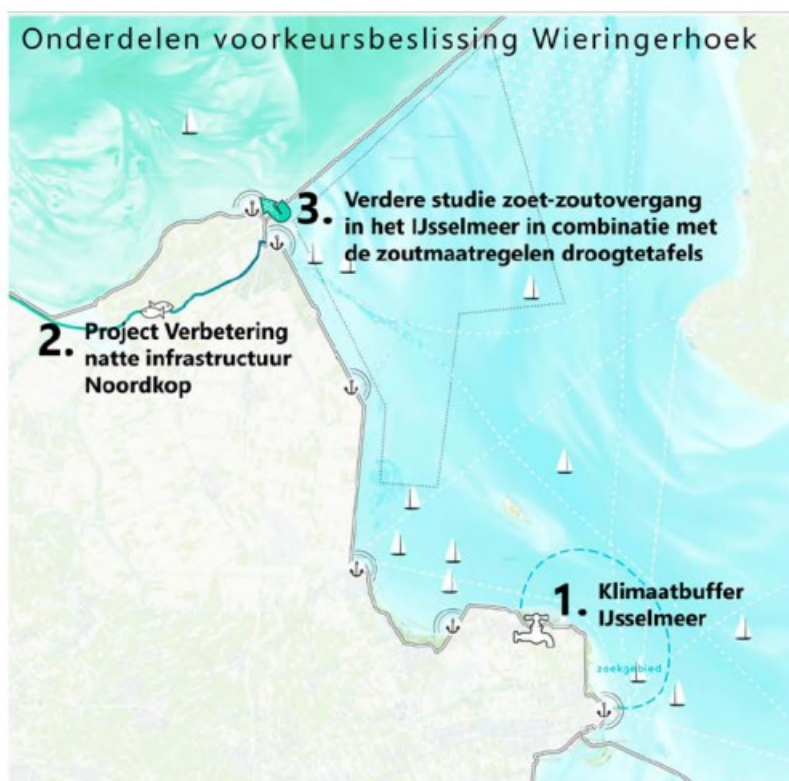 Onderdelen voorkeursbeslissing Wieringerhoek
3. Verdere studie zoet-zoutovergang
in het IJsselmeer in combinatie met
de zoutmaatregelen droogtetafels
2. Project Verbetering
natte infrastructuur
Noordkop
1. Klimaatbuffer
IJsselmeer
zoekgebied